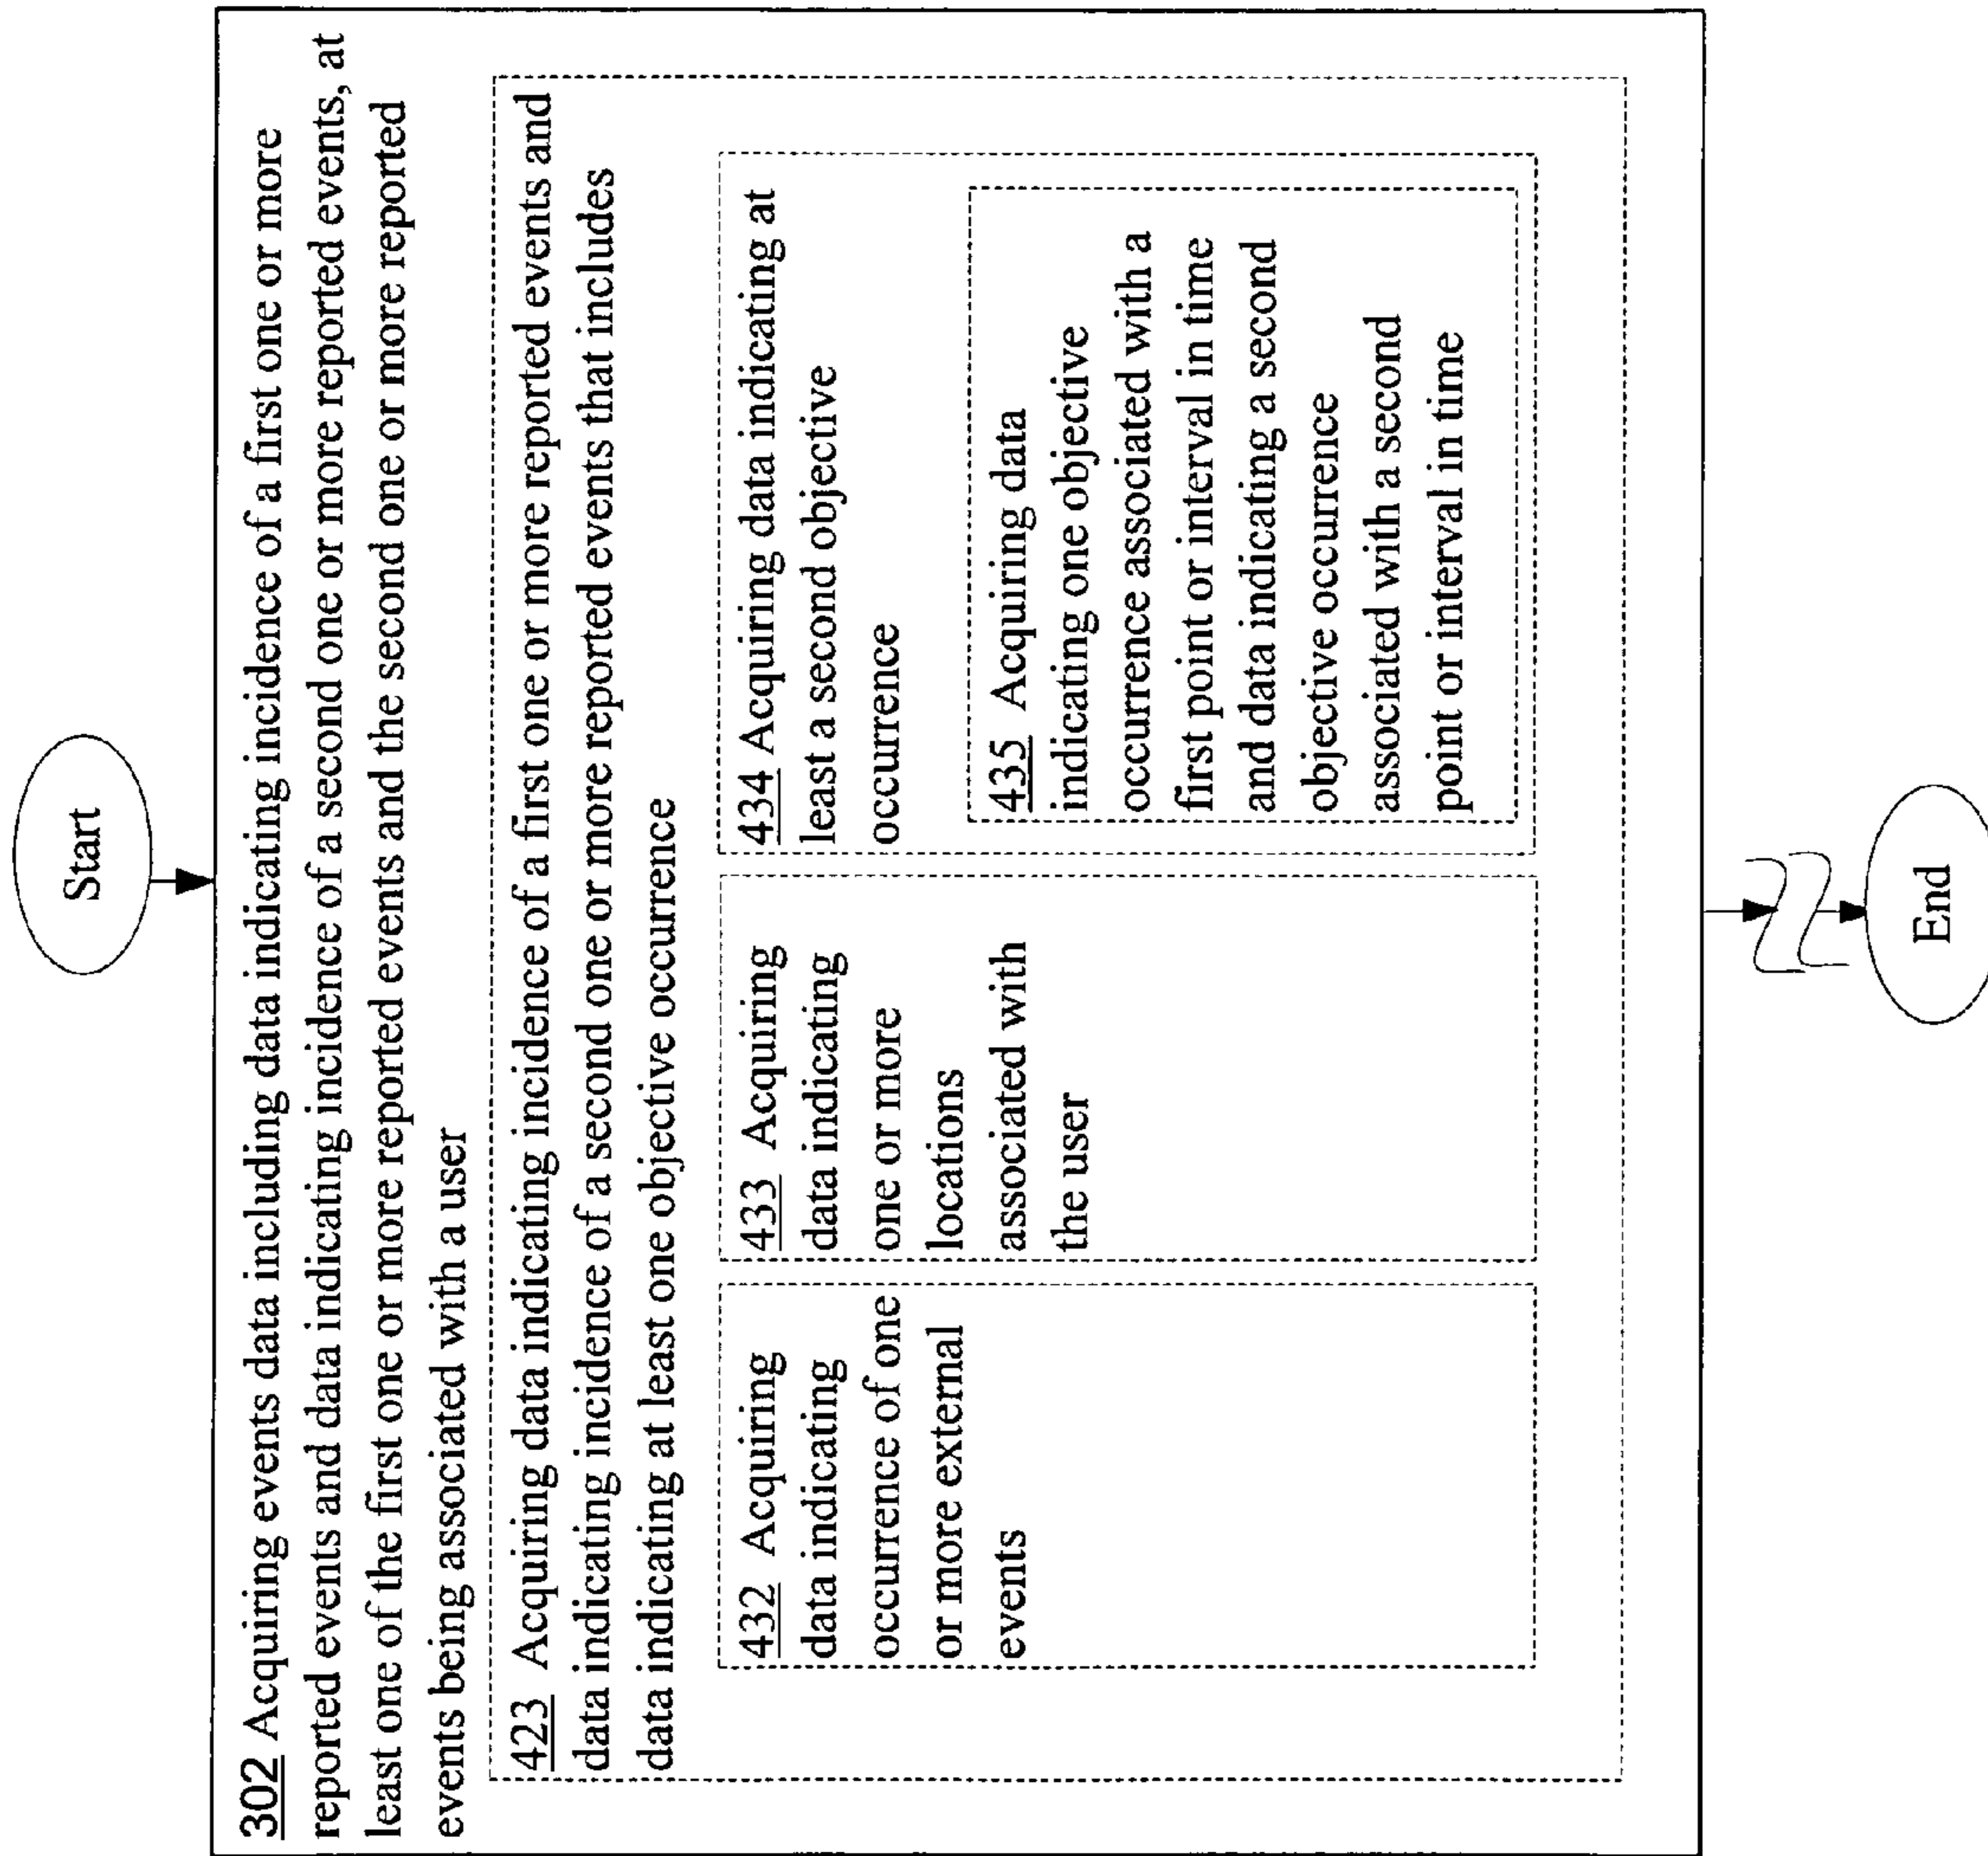 Start
302 Acquiring events data including data indicating incidence of a first one or more
reported events and data indicating incidence of a second one or more reported events, at
least one of the first one or more reported events and the second one or more reported
events being associated with a user
423 Acquiring data indicating incidence of a first one or more reported events and
data indicating incidence of a second one or more reported events that includes
data indicating at least one objective occurrence
432 Acquiring
data indicating
occurrence of one
or more external
events
433 Acquiring
data indicating
one or more
locations
associated with
the user
434 Acquiring data indicating at
least a second objective
occurrence
435 Acquiring data
indicating one objective
occurrence associated with a
first point or interval in time
and data indicating a second
objective occurrence
associated with a second
point or interval in time
End